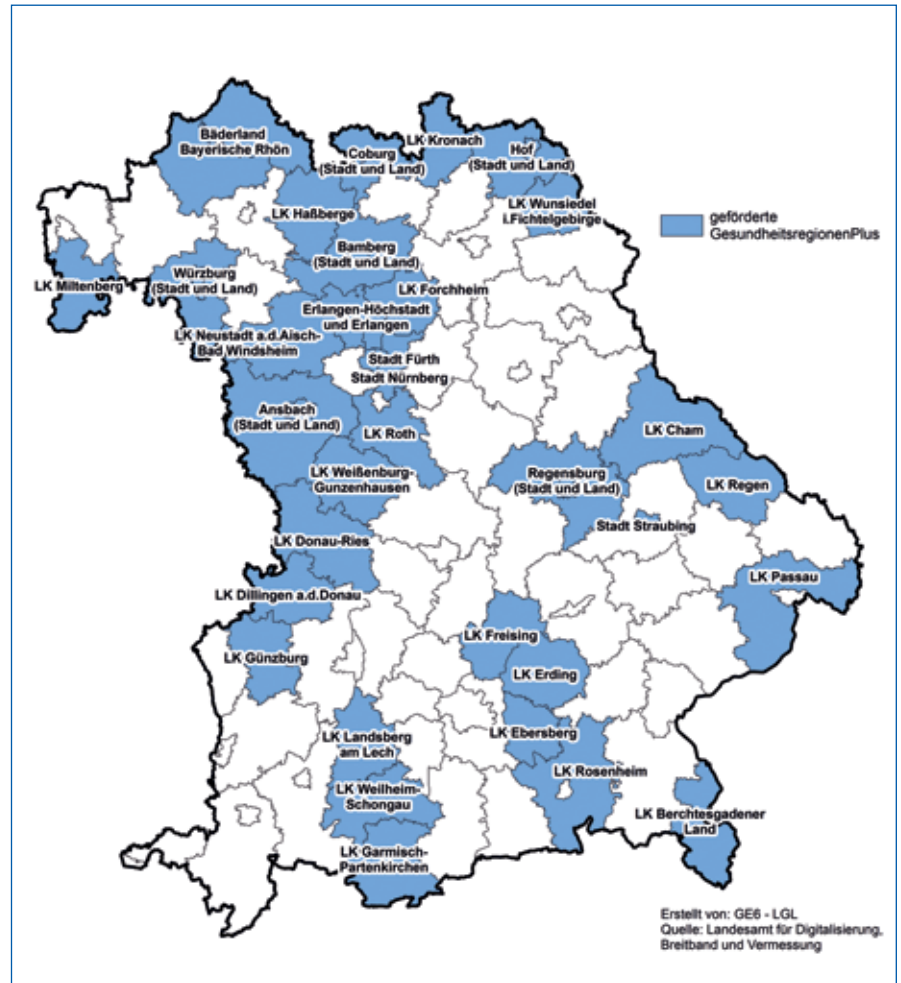 Bäderland
Bayerische Rhön
Coburg
(Stadt und Land)
LK Kronach
Hof
(Stadt und Land)
LK Haßberge
LK Wunsiedel
i.Fichtelgebirge
geförderte
GesundheitsregionenPlus
Bamberg
(Stadt und Land)
LK Miltenberg
Würzburg
(Stadt und Land)
LK Forchheim
Erlangen-Höchstadt
und Erlangen
LK Neustadt a.d.Aisch-
Bad Windsheim
Stadt Fürth
Stadt Nürnberg
Ansbach
(Stadt und Land)
LK Roth
LK Cham
LK Weißenburg-
Gunzenhausen
Regensburg
(Stadt und Land)
LK Regen
Stadt Straubing
LK Donau-Ries
LK Passau
LK Dillingen a.d.Donau
LK Freising
LK Günzburg
LK Erding
LK Landsberg
am Lech
LK Ebersberg
LK Rosenheim
LK Weilheim-
Schongau
LK Berchtesgadener
Land
LK Garmisch-
Partenkirchen
Erstellt von: GE6 - LGL
Quelle: Landesamt für Digitalisierung,
Breitband und Vermessung